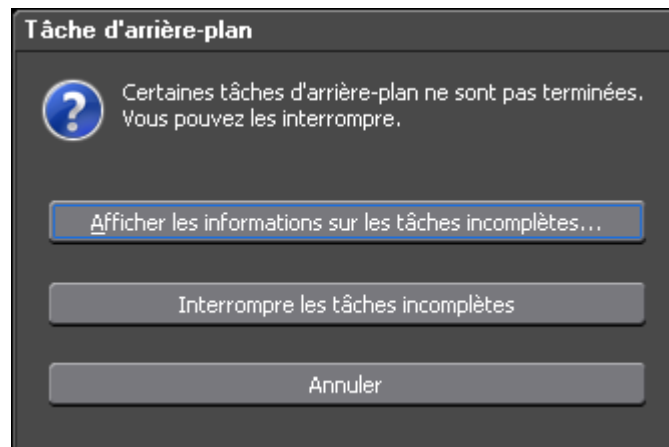 Tâche d'arrière-plan
Certaines tâches d'arrière-plan ne sont pas terminées.
Vous pouvez les interrompre.
Afficher les informations sur les tâches incomplètes...
Interrompre les tâches incomplètes
Annuler